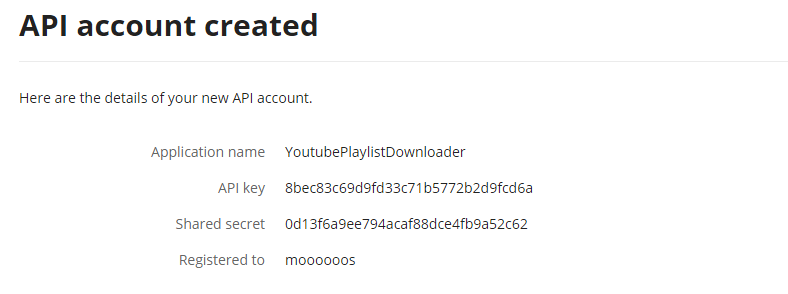 API account created
Here are the details of your new API account.
Application name YoutubePlaylistDownloader
API key 8bec83c69d9fd33c71b5772b2d9fcd6a
Shared secret 0d13f6a9ee794acaf88dce4fb9a52c62
Registered to moooooos